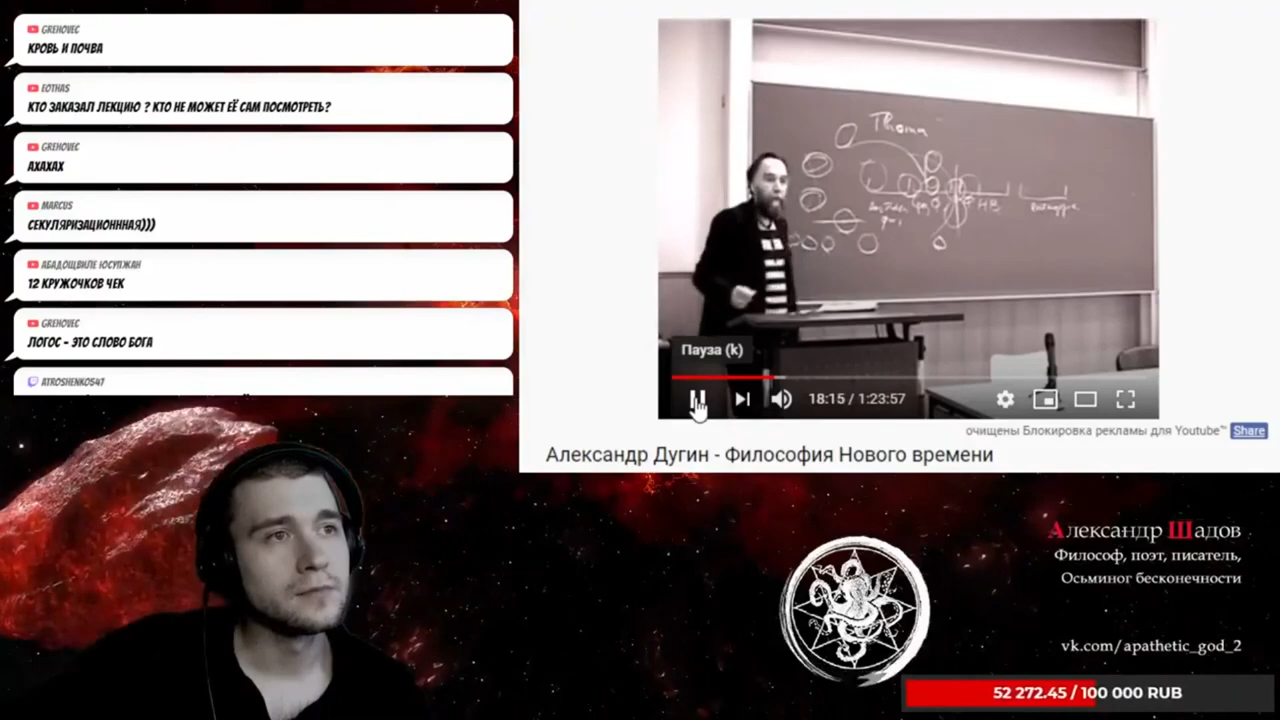 GREHOVEC
КРОВЬ И ПОЧВА
EOTHAS
КТО ЗАКАЗАЛ ЛЕКЦИЮ ? КТО НЕ МОЖЕТ ЕЁ САМ ПОСМОТРЕТЬ?
GREHOVEC
АХАХАХ
MARCUS
СЕКУЛЯРИЗАЦИОНННАЯ)))
АБАДОЩВИЛЕ ЮСУПЖАН
12 КРУЖОЧКОВ ЧЕК
GREHOVEC
ЛОГОС - ЭТО СЛОВО БОГА
ATROSHENKO547
Thoma
НВ
Пауза (k)
18:15 / 1:23:57
очищены Блокировка рекламы для Youtube™ Share
Александр Дугин - Философия Нового времени
Александр Шадов
Философ, поэт, писатель,
Осьминог бесконечности
vk.com/apathetic_god_2
52 272.45 / 100 000 RUB